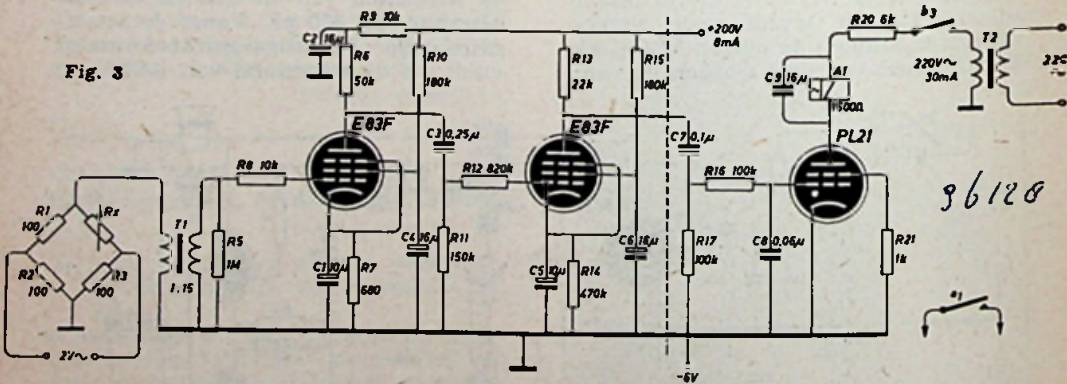 Fig. 3
R9 10k
C2 16µ
R6 50k
R10 180k
E83F
C3 0,25µ
R8 10k
R1 100
Rx
R2 100
R3 100
T1
1:15
R5 1M
2V~
C1 10µ
R7 680
C4 16µ
R11 150k
R12 820k
R13 22k
R15 180k
E83F
C5 10µ
R14 470k
C6 16µ
+200V
8mA
C7 0,1µ
R16 100k
R17 100k
-6V
C8 0,06µ
C9 16µ
A1
1500Ω
PL21
R20 6k
b3
220V~
30mA
T2
R21 1k
96128
a1